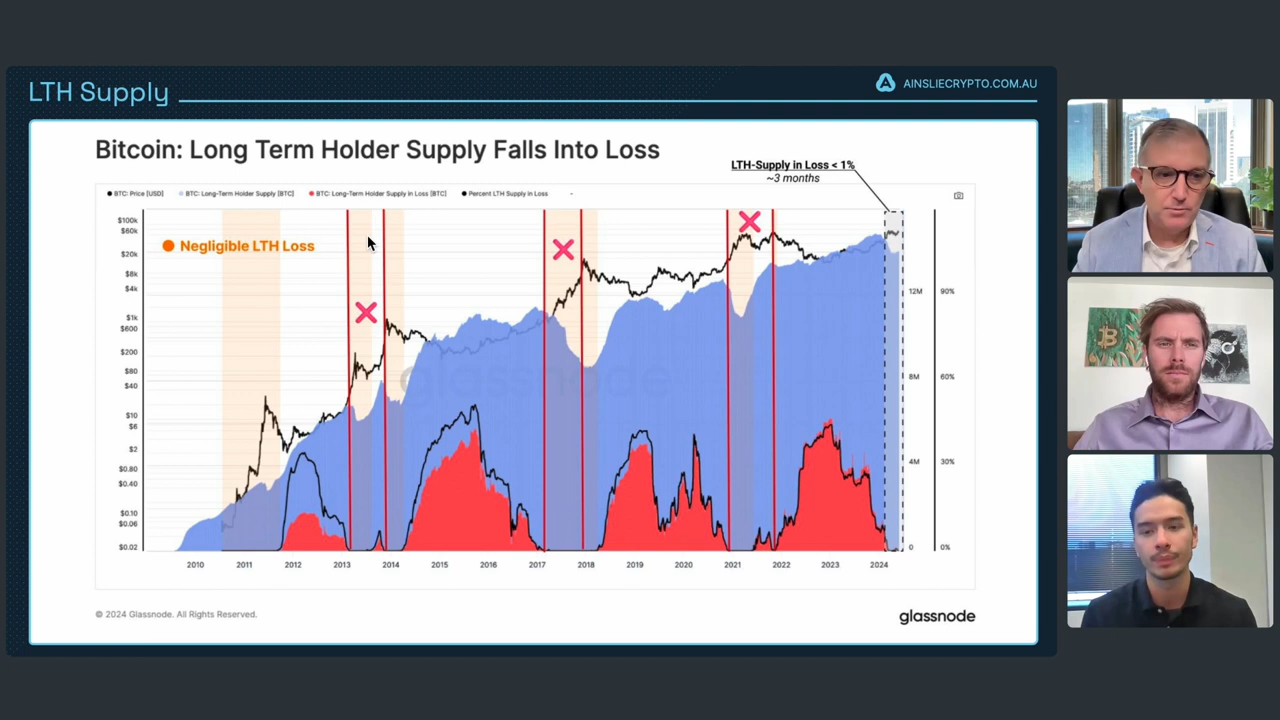 LTH Supply
AINSLIECRYPTO.COM.AU
Bitcoin: Long Term Holder Supply Falls Into Loss
LTH-Supply in Loss < 1%
~3 months
BTC: Price [USD] BTC: Long-Term Holder Supply [BTC] BTC: Long-Term Holder Supply in Loss [BTC] Percent LTH Supply in Loss -
Negligible LTH Loss
$100k
$60k
$20k
$8k
$4k
$1k
$600
$200
$80
$40
$10
$6
$2
$0.80
$0.40
$0.10
$0.06
$0.02
12M 90%
8M 60%
4M 30%
0 0%
glassnode
2010 2011 2012 2013 2014 2015 2016 2017 2018 2019 2020 2021 2022 2023 2024
© 2024 Glassnode. All Rights Reserved.
glassnode